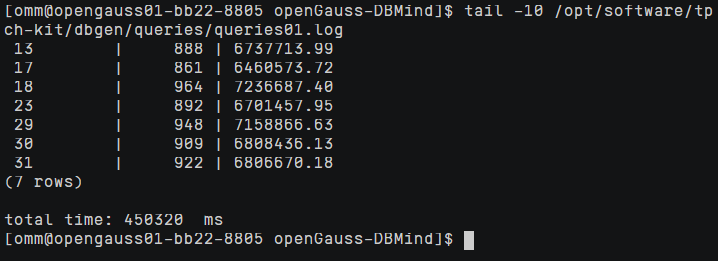 [omm@opengauss01-bb22-8805 openGauss-DBMind]$ tail -10 /opt/software/tp
ch-kit/dbgen/queries/queries01.log
 13         |     888 | 6737713.99
 17         |     861 | 6460573.72
 18         |     964 | 7236687.40
 23         |     892 | 6701457.95
 29         |     948 | 7158866.63
 30         |     909 | 6808436.13
 31         |     922 | 6806670.18
(7 rows)

total time: 450320  ms
[omm@opengauss01-bb22-8805 openGauss-DBMind]$